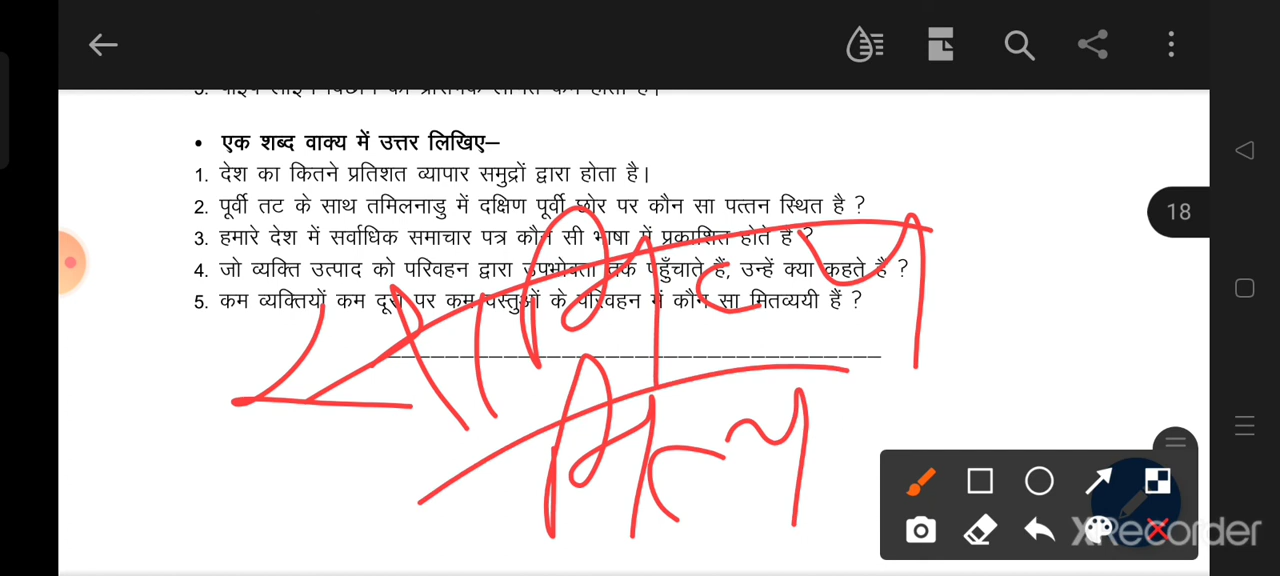 • एक शब्द वाक्य में उत्तर लिखिए–
1. देश का कितने प्रतिशत व्यापार समुद्रों द्वारा होता है।
2. पूर्वी तट के साथ तमिलनाडु में दक्षिण पूर्वी छोर पर कौन सा पत्तन स्थित है ?
3. हमारे देश में सर्वाधिक समाचार पत्र कौन सी भाषा में प्रकाशित होते है ?
4. जो व्यक्ति उत्पाद को परिवहन द्वारा उपभोक्ता तक पहुँचाते हैं, उन्हें क्या कहते है ?
5. कम व्यक्तियों कम दूरी पर कम वस्तुओं के परिवहन में कौन सा मितव्ययी हैं ?
18
XRecorder